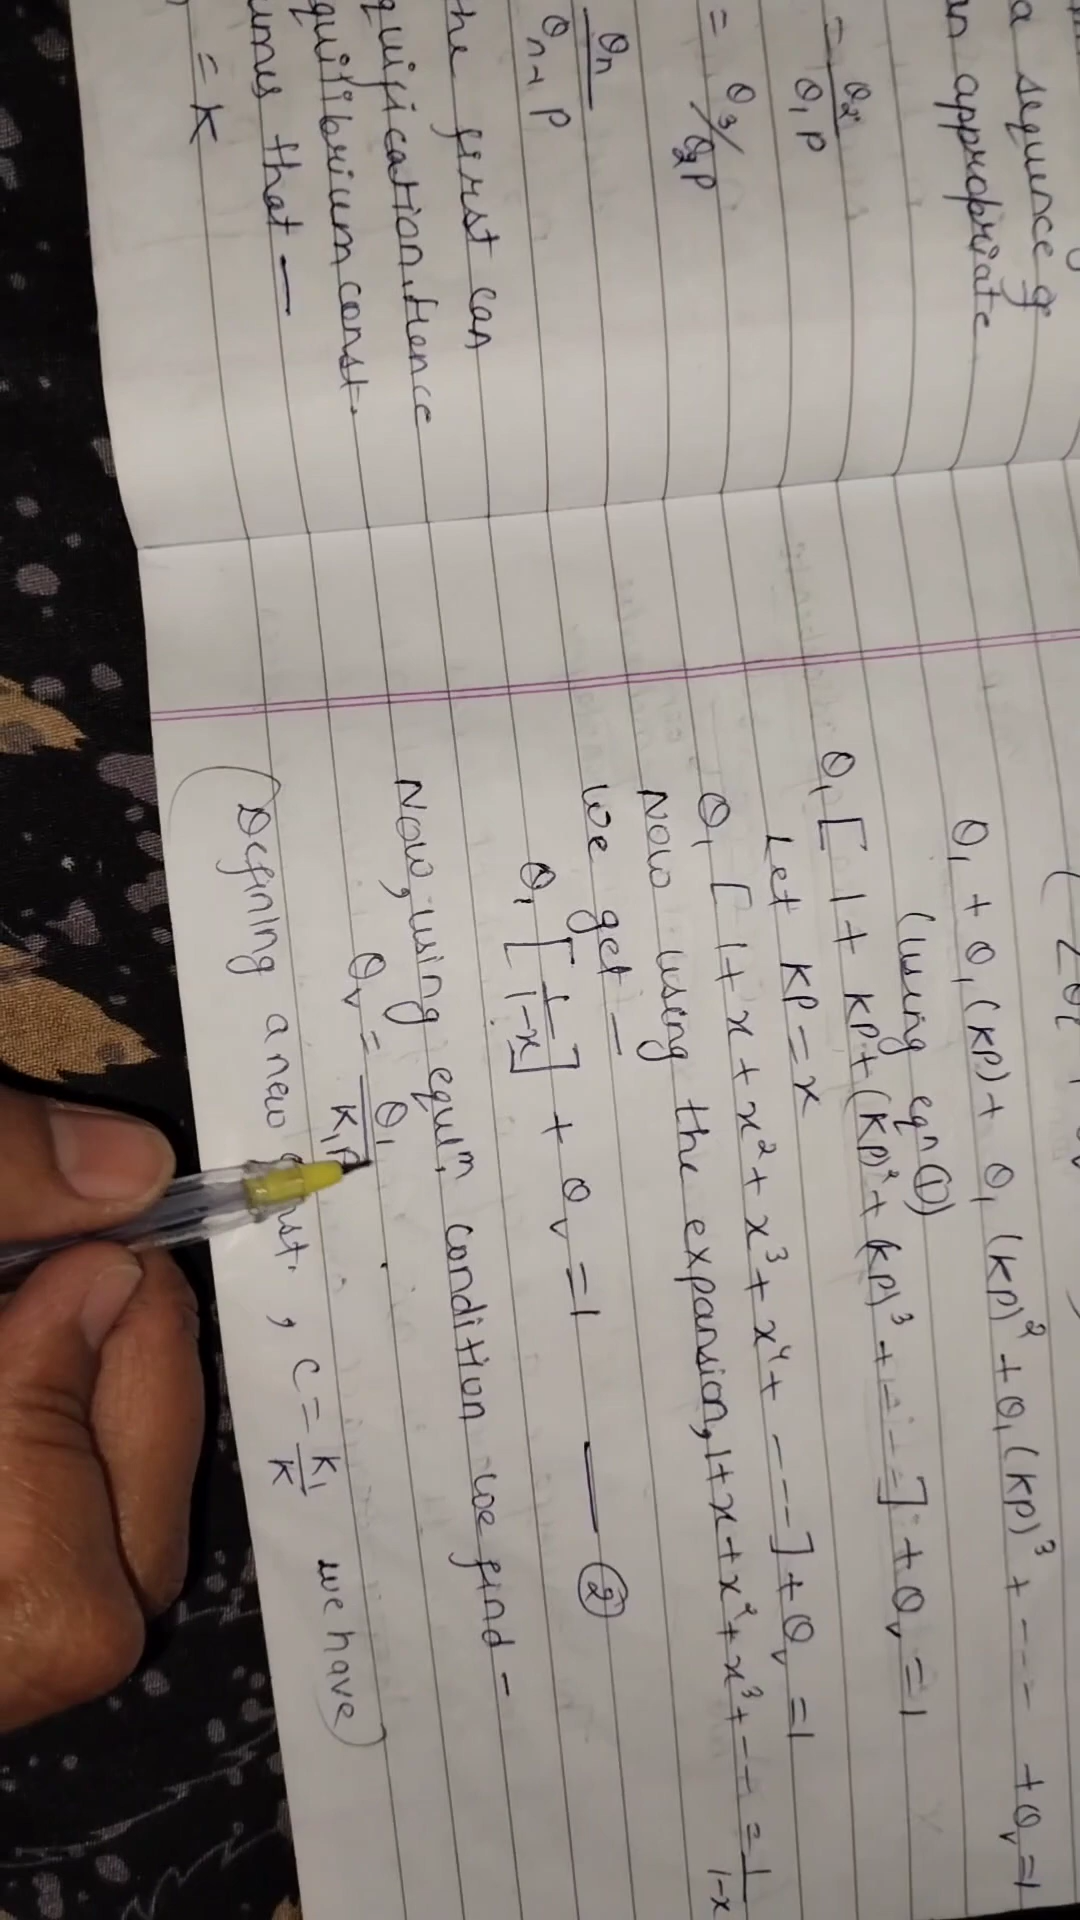 a sequence of
an appropriate
= θ₂ / θ₁ P
= θ₃ / θ₂P
θn / θn-1 P
the first can
equification. Hence
equilibrium const.
umes that —
= K
θ₁ + θ₁(KP) + θ₁(KP)² + θ₁(KP)³ + --- + θv = 1
(using eqⁿ ①)
θ₁ [ 1 + KP + (KP)² + (KP)³ + - - - ] + θv = 1
Let KP = x
θ₁ [ 1 + x + x² + x³ + x⁴ + - - - ] + θv = 1
Now using the expansion, 1 + x + x² + x³ + - - = 1 / 1-x
we get —
θ₁ [ 1 / 1-x ] + θv = 1 — ②
Now, using equlᵐ. condition we find -
θv = θ₁ / K₁P
(Defining a new , c = K₁ / K we have)